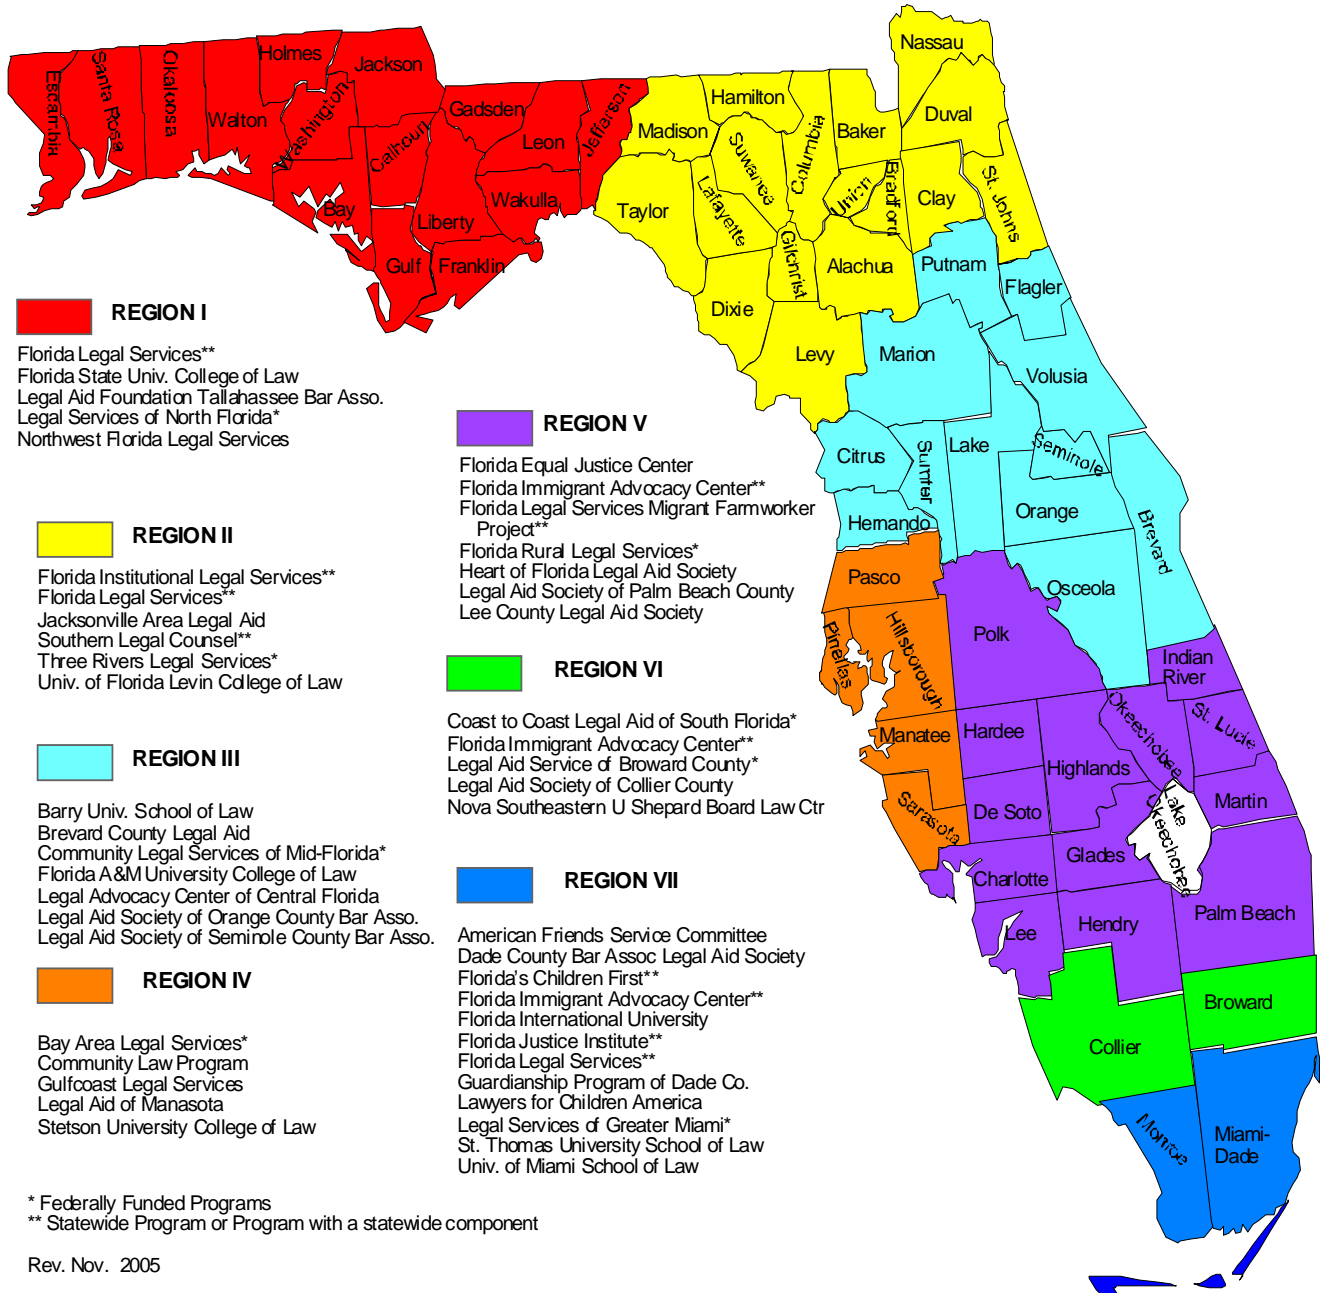 Nassau
Holmes
Jackson
Escambia
Santa Rosa
Okaloosa
Walton
Washington
Calhoun
Gadsden
Leon
Jefferson
Bay
Liberty
Wakulla
Gulf
Franklin
Madison
Hamilton
Suwanee
Columbia
Baker
Duval
Taylor
Lafayette
Union
Bradford
Clay
St. Johns
Gilchrist
Alachua
Dixie
Levy
Putnam
Flagler
Marion
Volusia
Citrus
Sumter
Lake
Seminole
Hernando
Orange
Brevard
Pasco
Osceola
Pinellas
Hillsborough
Polk
Indian
River
Manatee
Hardee
Highlands
Okeechobee
St. Lucie
Sarasota
De Soto
Lake
Okeechobee
Martin
Charlotte
Glades
Lee
Hendry
Palm Beach
Broward
Collier
Monroe
Miami-
Dade
REGION I
Florida Legal Services**
Florida State Univ. College of Law
Legal Aid Foundation Tallahassee Bar Asso.
Legal Services of North Florida*
Northwest Florida Legal Services
REGION II
Florida Institutional Legal Services**
Florida Legal Services**
Jacksonville Area Legal Aid
Southern Legal Counsel**
Three Rivers Legal Services*
Univ. of Florida Levin College of Law
REGION III
Barry Univ. School of Law
Brevard County Legal Aid
Community Legal Services of Mid-Florida*
Florida A&M University College of Law
Legal Advocacy Center of Central Florida
Legal Aid Society of Orange County Bar Asso.
Legal Aid Society of Seminole County Bar Asso.
REGION IV
Bay Area Legal Services*
Community Law Program
Gulfcoast Legal Services
Legal Aid of Manasota
Stetson University College of Law
REGION V
Florida Equal Justice Center
Florida Immigrant Advocacy Center**
Florida Legal Services Migrant Farmworker
Project**
Florida Rural Legal Services*
Heart of Florida Legal Aid Society
Legal Aid Society of Palm Beach County
Lee County Legal Aid Society
REGION VI
Coast to Coast Legal Aid of South Florida*
Florida Immigrant Advocacy Center**
Legal Aid Service of Broward County*
Legal Aid Society of Collier County
Nova Southeastern U Shepard Board Law Ctr
REGION VII
American Friends Service Committee
Dade County Bar Assoc Legal Aid Society
Florida's Children First**
Florida Immigrant Advocacy Center**
Florida International University
Florida Justice Institute**
Florida Legal Services**
Guardianship Program of Dade Co.
Lawyers for Children America
Legal Services of Greater Miami*
St. Thomas University School of Law
Univ. of Miami School of Law
* Federally Funded Programs
** Statewide Program or Program with a statewide component
Rev. Nov. 2005